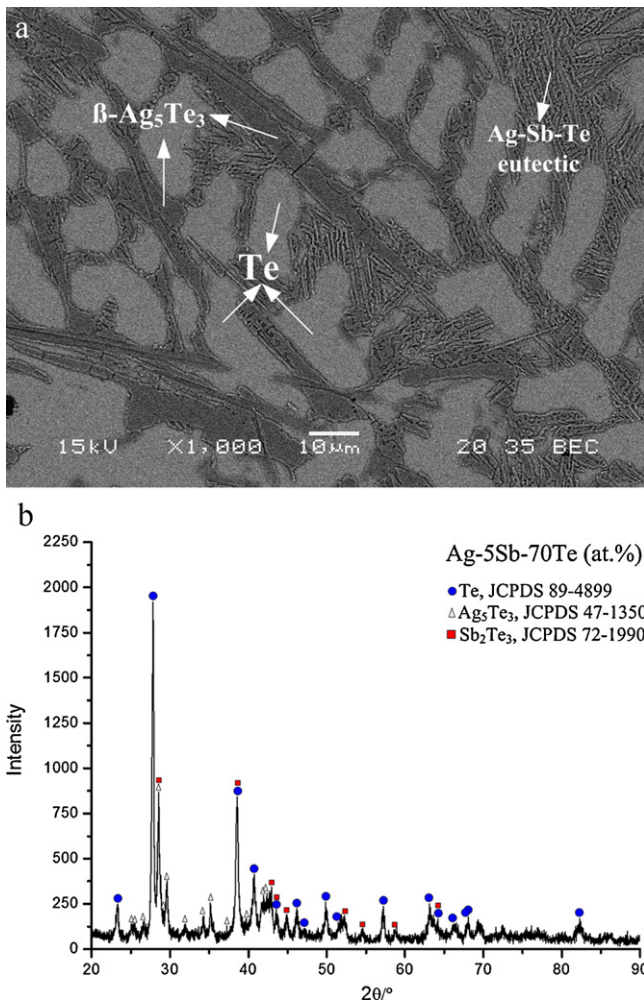 a
ß-Ag₅Te₃
Ag-Sb-Te
eutectic
Te
15kV X1,000 10μm 20 35 BEC
b
2250
2000
1750
1500
1250
1000
750
500
250
0
Intensity
Ag-5Sb-70Te (at.%)
Te, JCPDS 89-4899
Ag₅Te₃, JCPDS 47-1350
Sb₂Te₃, JCPDS 72-1990
20 30 40 50 60 70 80 90
2θ/°